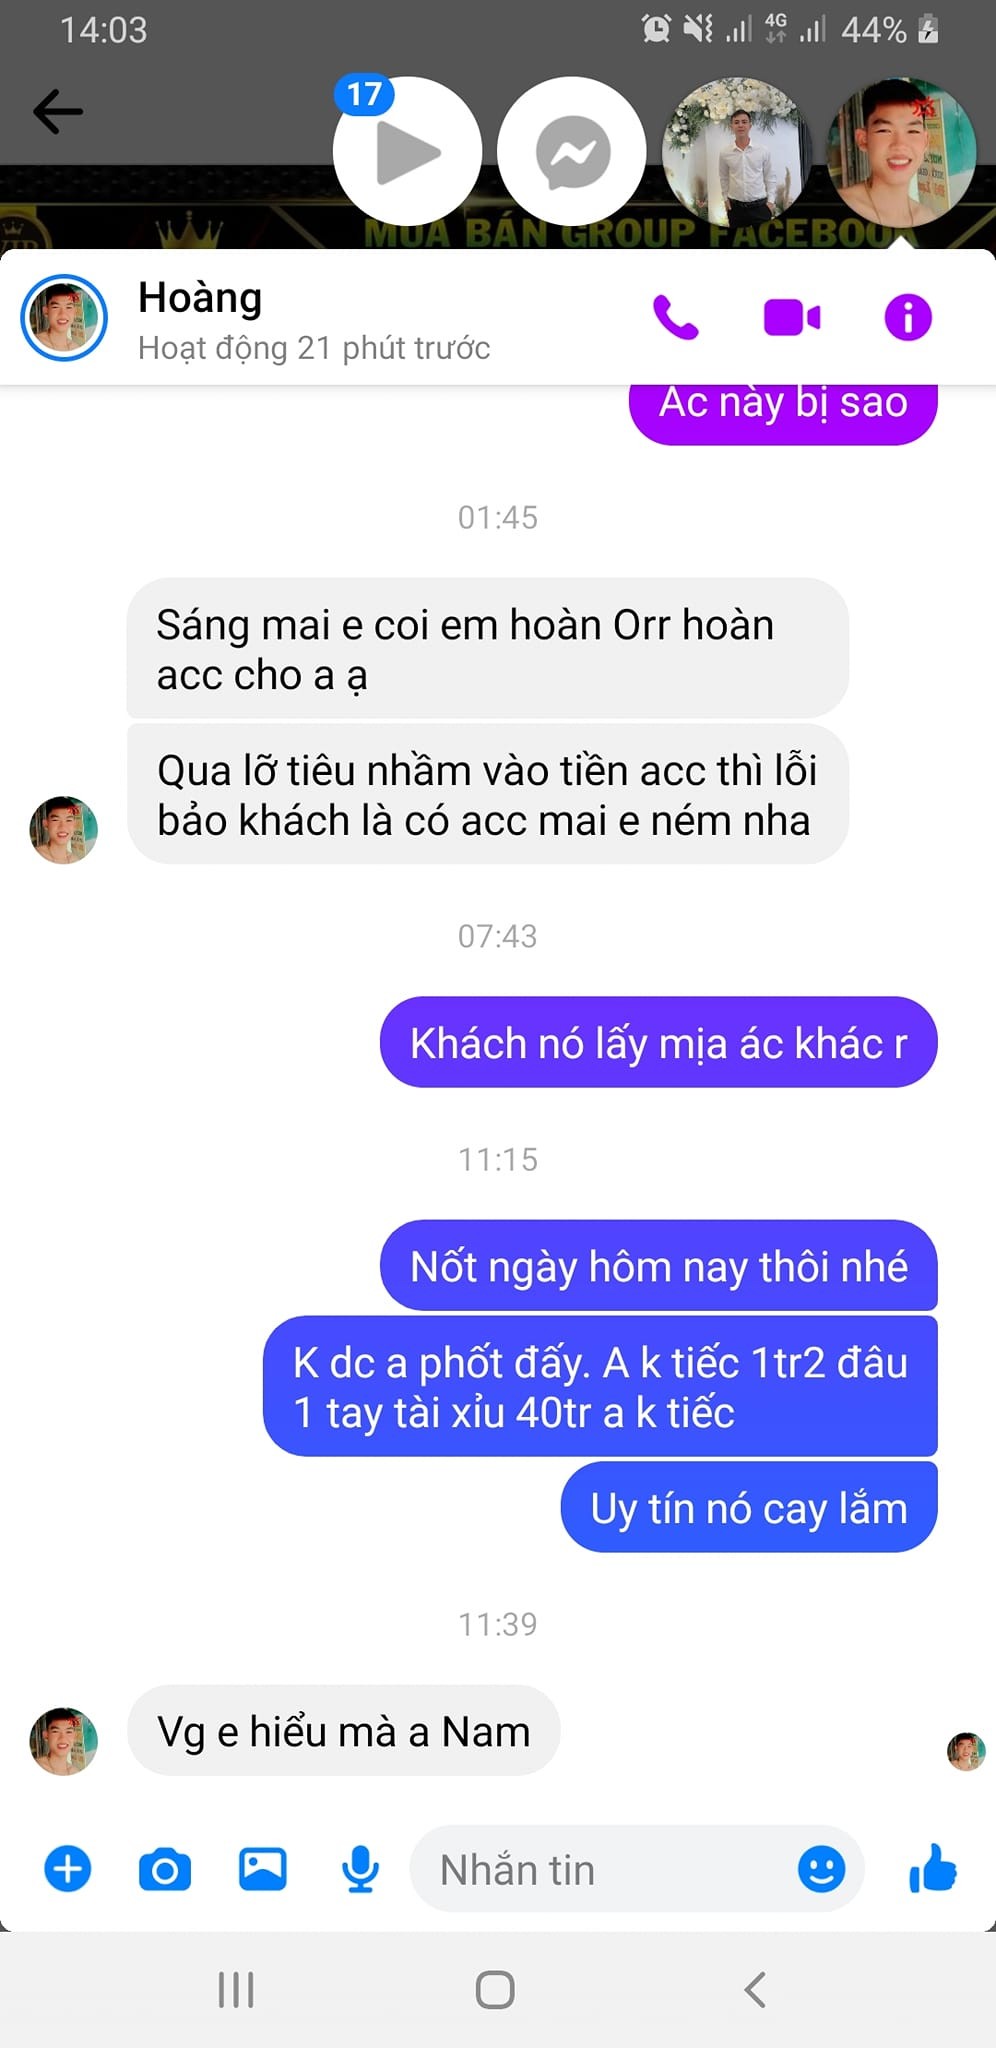 14:03
4G
44%
17
VIP
MUA BÁN GROUP FACEBOOK
Hoàng
Hoạt động 21 phút trước
Ac này bị sao
01:45
Sáng mai e coi em hoàn Orr hoàn
acc cho a ạ
Qua lỡ tiêu nhầm vào tiền acc thì lỗi
bảo khách là có acc mai e ném nha
07:43
Khách nó lấy mịa ác khác r
11:15
Nốt ngày hôm nay thôi nhé
K dc a phốt đấy. A k tiếc 1tr2 đâu
1 tay tài xỉu 40tr a k tiếc
Uy tín nó cay lắm
11:39
Vg e hiểu mà a Nam
Nhắn tin